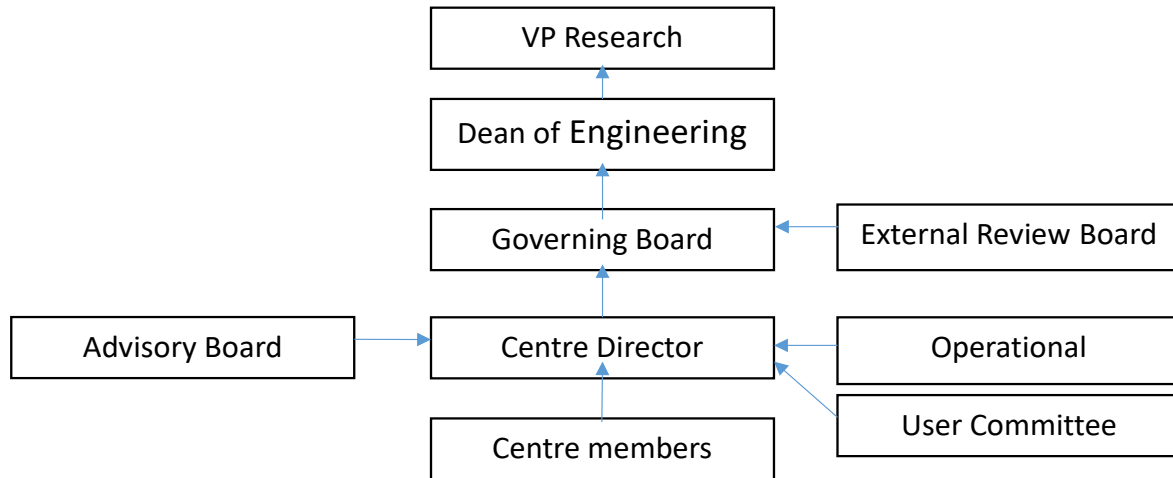 VP Research
Dean of Engineering
Governing Board
External Review Board
Advisory Board
Centre Director
Operational
User Committee
Centre members